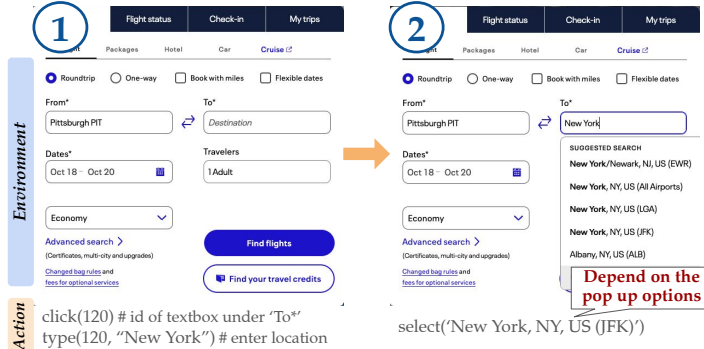 1
Flight status
Check-in
My trips
Packages
Hotel
Car
Cruise
Roundtrip
One-way
Book with miles
Flexible dates
From*
To*
Pittsburgh PIT
Destination
Dates*
Travelers
Oct 18 - Oct 20
1 Adult
Economy
Advanced search >
Find flights
(Certificates, multi-city and upgrades)
Changed bag rules and
fees for optional services
Find your travel credits
Environment
Action
click(120) # id of textbox under ‘To*’
type(120, “New York”) # enter location
2
Flight status
Check-in
My trips
Packages
Hotel
Car
Cruise
Roundtrip
One-way
Book with miles
Flexible dates
From*
To*
Pittsburgh PIT
New York
SUGGESTED SEARCH
Dates*
New York/Newark, NJ, US (EWR)
Oct 18 - Oct 20
New York, NY, US (All Airports)
New York, NY, US (LGA)
Economy
New York, NY, US (JFK)
Advanced search >
(Certificates, multi-city and upgrades)
Albany, NY, US (ALB)
Changed bag rules and
fees for optional services
Depend on the
pop up options
select(‘New York, NY, US (JFK)’)